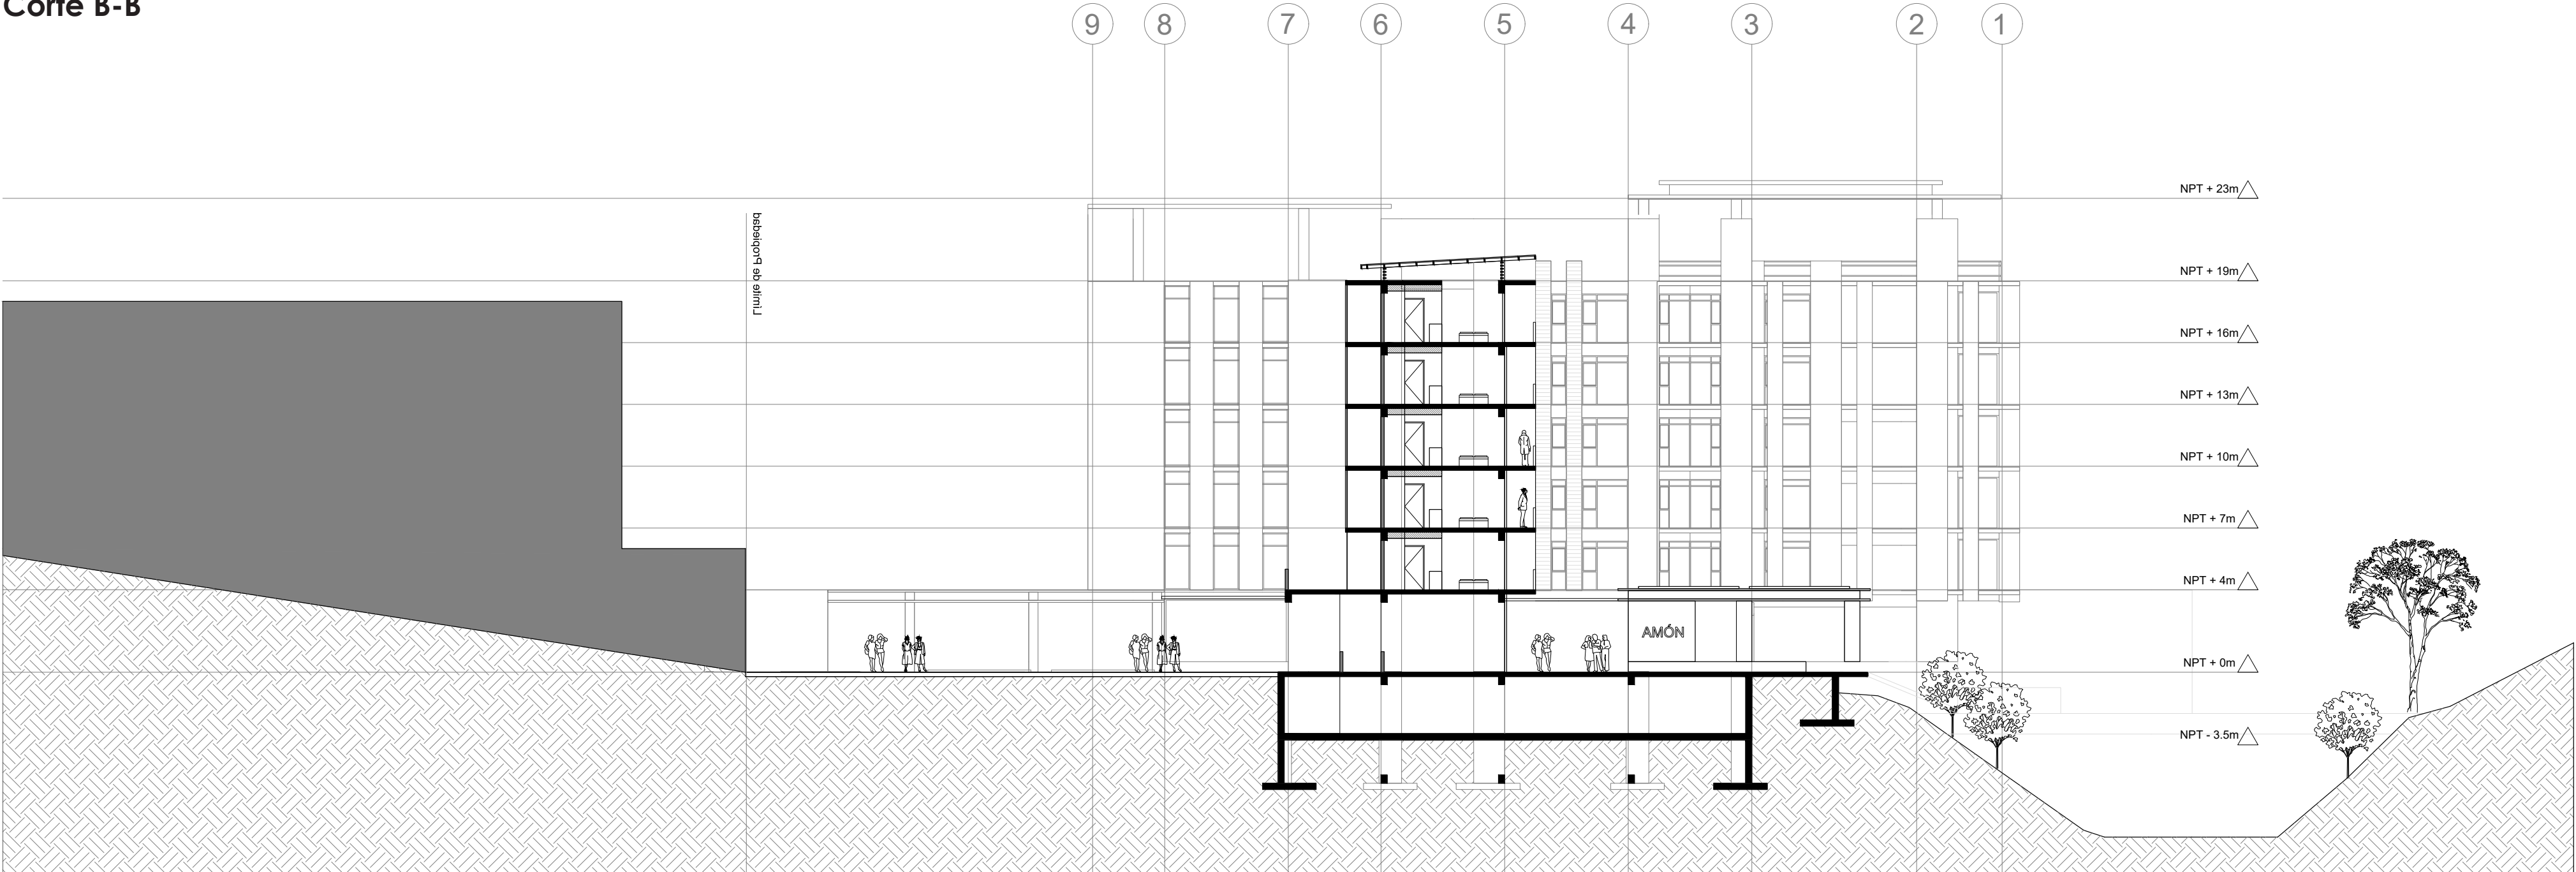 Corte B-B
9 8 7 6 5 4 3 2 1
NPT + 23m
Límite de Propiedad
NPT + 19m
NPT + 16m
NPT + 13m
NPT + 10m
NPT + 7m
NPT + 4m
AMÓN
NPT + 0m
NPT - 3.5m